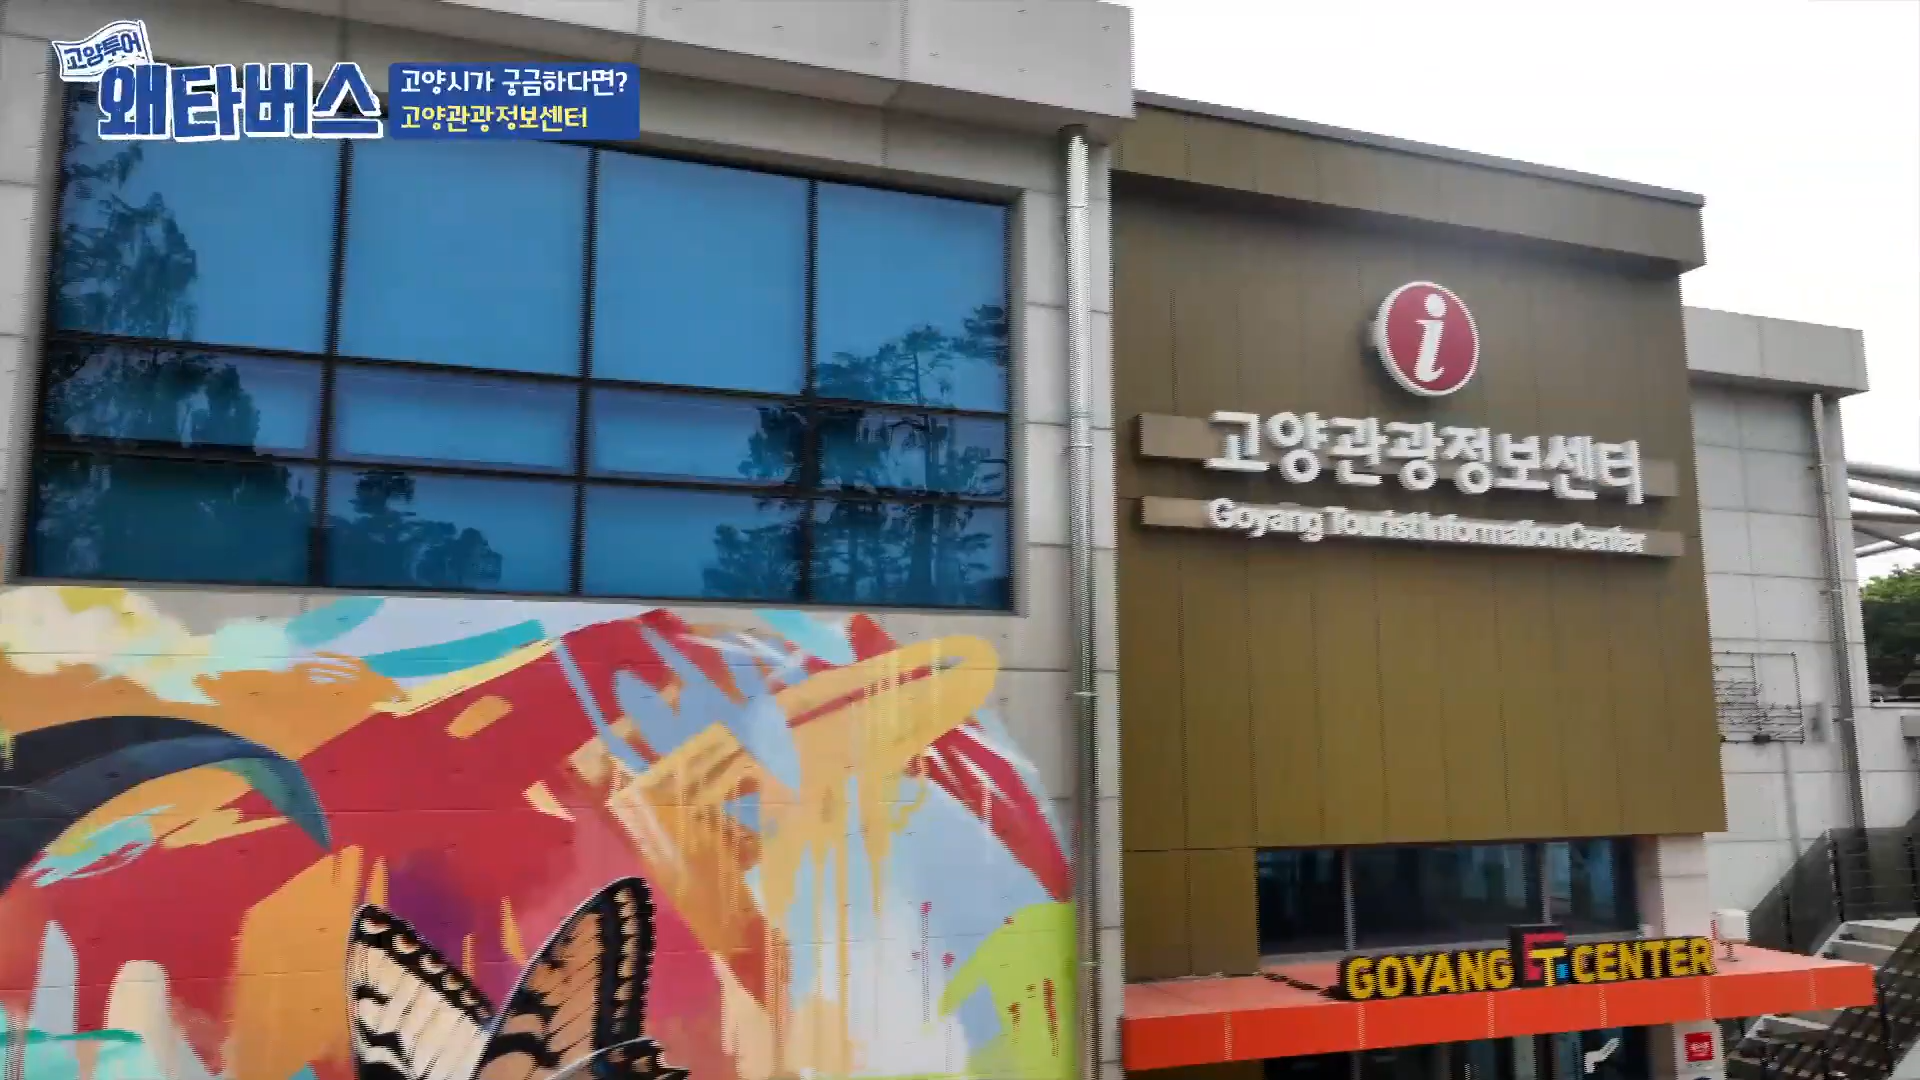 고양투어
왜타버스
고양시가 궁금하다면?
고양관광정보센터
i
고양관광정보센터
Goyang Tourist Information Center
GOYANG T CENTER